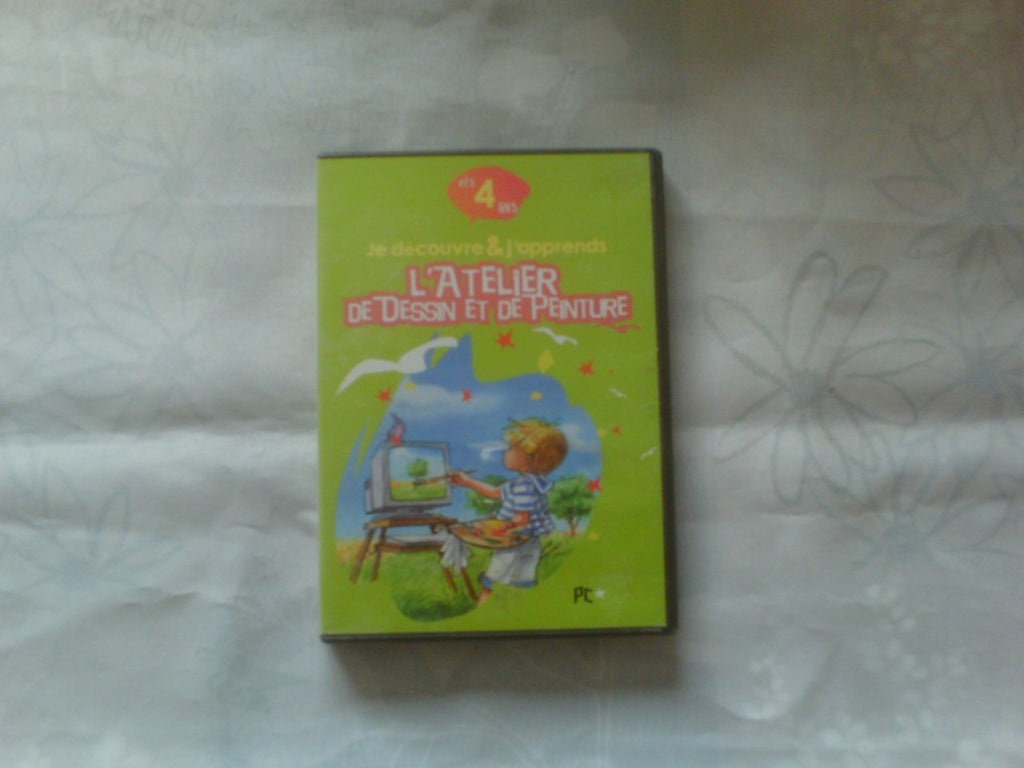 dès
4
ans
Je découvre & j'apprends
L'ATELIER
DE DESSIN ET DE PEINTURE
PC